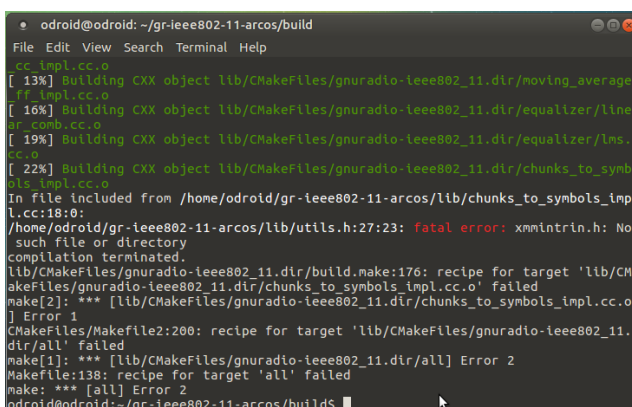 odroid@odroid: ~/gr-ieee802-11-arcos/build
File Edit View Search Terminal Help
_cc_impl.cc.o
[ 13%] Building CXX object lib/CMakeFiles/gnuradio-ieee802_11.dir/moving_average
_ff_impl.cc.o
[ 16%] Building CXX object lib/CMakeFiles/gnuradio-ieee802_11.dir/equalizer/line
ar_comb.cc.o
[ 19%] Building CXX object lib/CMakeFiles/gnuradio-ieee802_11.dir/equalizer/lms.
cc.o
[ 22%] Building CXX object lib/CMakeFiles/gnuradio-ieee802_11.dir/chunks_to_symb
ols_impl.cc.o
In file included from /home/odroid/gr-ieee802-11-arcos/lib/chunks_to_symbols_imp
l.cc:18:0:
/home/odroid/gr-ieee802-11-arcos/lib/utils.h:27:23: fatal error: xmmintrin.h: No
 such file or directory
compilation terminated.
lib/CMakeFiles/gnuradio-ieee802_11.dir/build.make:176: recipe for target 'lib/CM
akeFiles/gnuradio-ieee802_11.dir/chunks_to_symbols_impl.cc.o' failed
make[2]: *** [lib/CMakeFiles/gnuradio-ieee802_11.dir/chunks_to_symbols_impl.cc.o
] Error 1
CMakeFiles/Makefile2:200: recipe for target 'lib/CMakeFiles/gnuradio-ieee802_11.
dir/all' failed
make[1]: *** [lib/CMakeFiles/gnuradio-ieee802_11.dir/all] Error 2
Makefile:138: recipe for target 'all' failed
make: *** [all] Error 2
odroid@odroid:~/gr-ieee802-11-arcos/build$